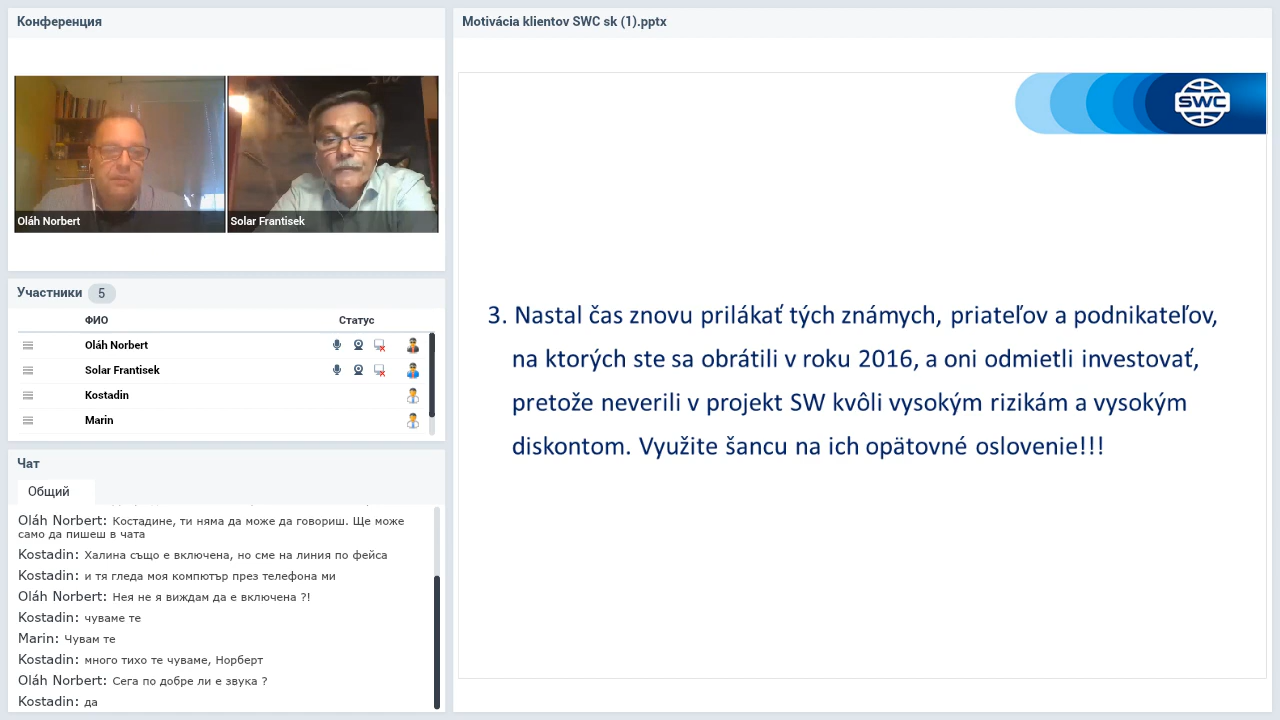 Конференция
Oláh Norbert
Solar Frantisek
Участники 5
ФИО Статус
Oláh Norbert
Solar Frantisek
Kostadin
Marin
Чат
Общий
Oláh Norbert: Костадине, ти няма да може да говориш. Ще може
само да пишеш в чата
Kostadin: Халина също е включена, но сме на линия по фейса
Kostadin: и тя гледа моя компютър през телефона ми
Oláh Norbert: Нея не я виждам да е включена ?!
Kostadin: чуваме те
Marin: Чувам те
Kostadin: много тихо те чуваме, Норберт
Oláh Norbert: Сега по добре ли е звука ?
Kostadin: да
Motivácia klientov SWC sk (1).pptx
SWC
3. Nastal čas znovu prilákať tých známych, priateľov a podnikateľov,
na ktorých ste sa obrátili v roku 2016, a oni odmietli investovať,
pretože neverili v projekt SW kvôli vysokým rizikám a vysokým
diskontom. Využite šancu na ich opätovné oslovenie!!!